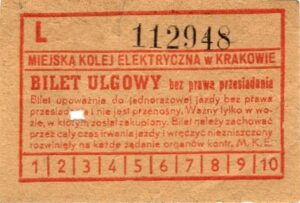 L 112948
MIEJSKĄ KOLEJ ELEKTRYCZNA w KRAKOWIE
BILET ULGOWY bez prawa przesiadania
Bilet upoważnia do jednorazowej jazdy bez prawa
przesiadania i nie jest przenośny. Ważny tylko w wo-
zie, w którym został zakupiony. Bilet należy zachować
przez cały czas trwania jazdy i wręczyć niezniszczony
rozwinięty na każde żądanie organów kontr. M. K. E.
1 2 3 4 5 6 7 8 9 10